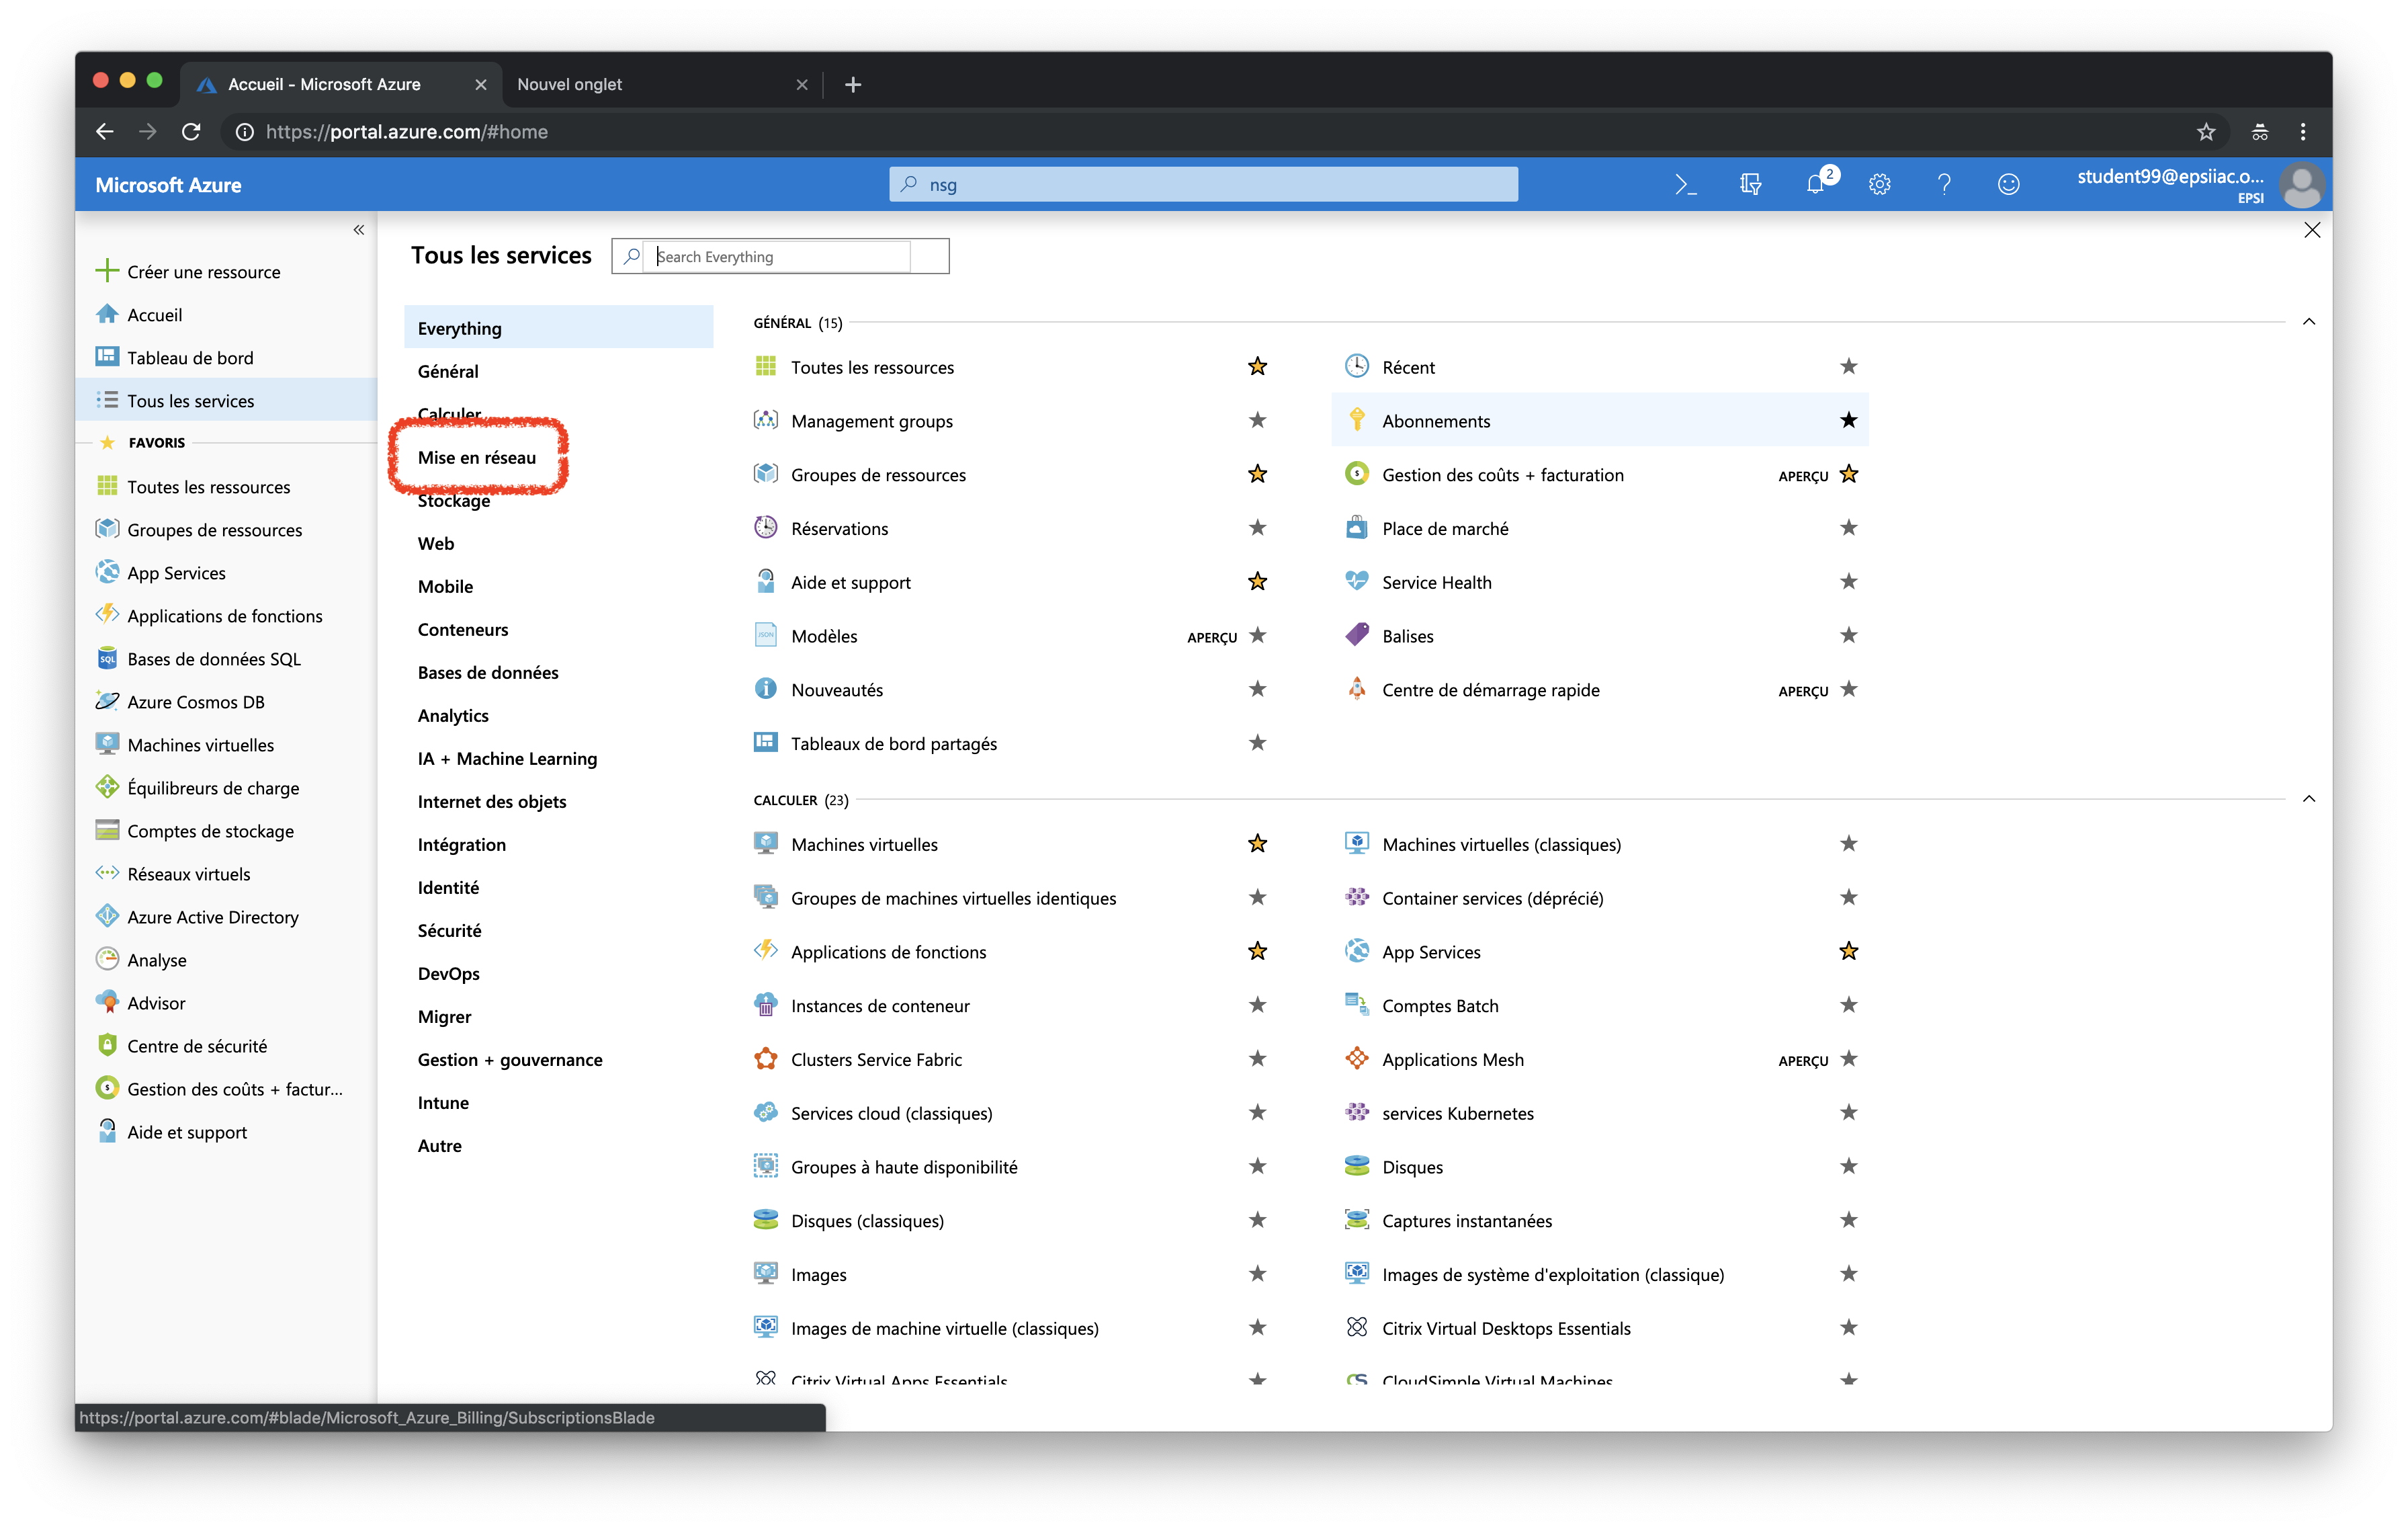 Accueil - Microsoft Azure
Nouvel onglet
https://portal.azure.com/#home
Microsoft Azure
nsg
2
student99@epsiiac.o...
EPSI
Créer une ressource
Accueil
Tableau de bord
Tous les services
FAVORIS
Toutes les ressources
Groupes de ressources
App Services
Applications de fonctions
Bases de données SQL
Azure Cosmos DB
Machines virtuelles
Équilibreurs de charge
Comptes de stockage
Réseaux virtuels
Azure Active Directory
Analyse
Advisor
Centre de sécurité
Gestion des coûts + factur...
Aide et support
Tous les services
Search Everything
Everything
Général
Calculer
Mise en réseau
Stockage
Web
Mobile
Conteneurs
Bases de données
Analytics
IA + Machine Learning
Internet des objets
Intégration
Identité
Sécurité
DevOps
Migrer
Gestion + gouvernance
Intune
Autre
GÉNÉRAL (15)
Toutes les ressources
Récent
Management groups
Abonnements
Groupes de ressources
Gestion des coûts + facturation APERÇU
Réservations
Place de marché
Aide et support
Service Health
Modèles APERÇU
Balises
Nouveautés
Centre de démarrage rapide APERÇU
Tableaux de bord partagés
CALCULER (23)
Machines virtuelles
Machines virtuelles (classiques)
Groupes de machines virtuelles identiques
Container services (déprécié)
Applications de fonctions
App Services
Instances de conteneur
Comptes Batch
Clusters Service Fabric
Applications Mesh APERÇU
Services cloud (classiques)
services Kubernetes
Groupes à haute disponibilité
Disques
Disques (classiques)
Captures instantanées
Images
Images de système d'exploitation (classique)
Images de machine virtuelle (classiques)
Citrix Virtual Desktops Essentials
Citrix Virtual Apps Essentials
CloudSimple Virtual Machines
https://portal.azure.com/#blade/Microsoft_Azure_Billing/SubscriptionsBlade